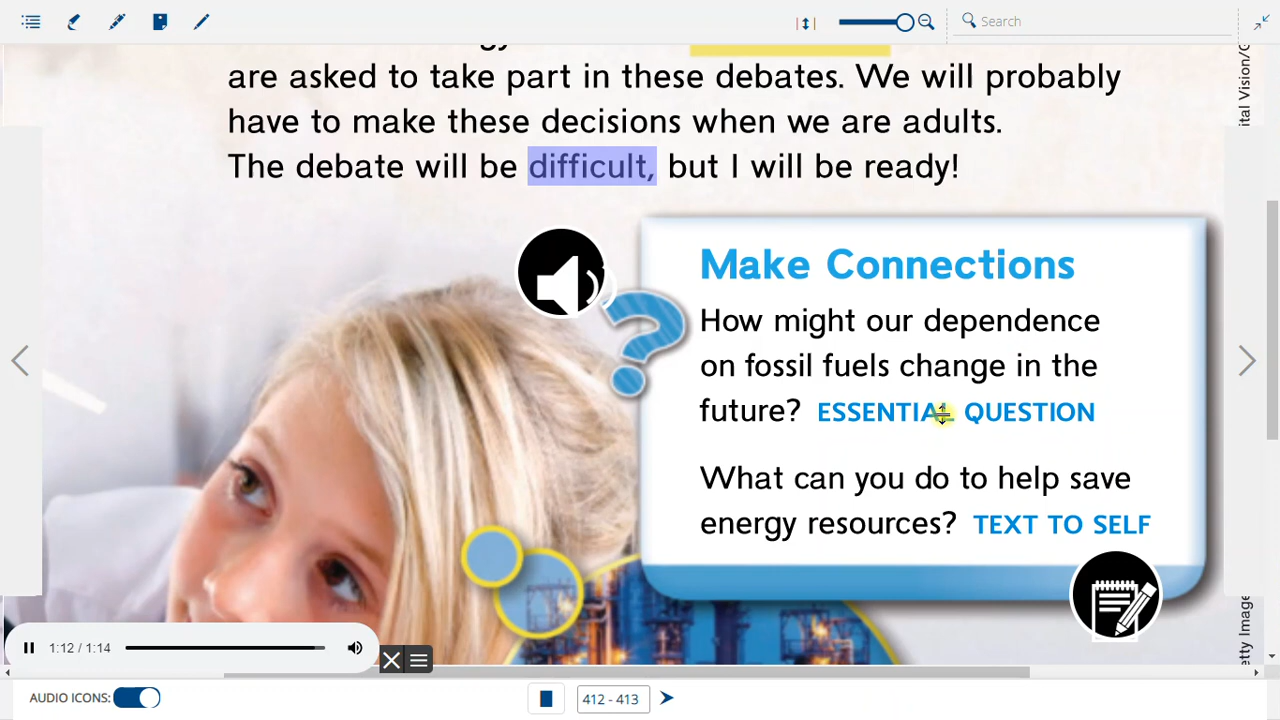 Search
are asked to take part in these debates. We will probably
have to make these decisions when we are adults.
The debate will be difficult, but I will be ready!
Make Connections
How might our dependence
on fossil fuels change in the
future? ESSENTIAL QUESTION
What can you do to help save
energy resources? TEXT TO SELF
1:12 / 1:14
AUDIO ICONS:
412 - 413